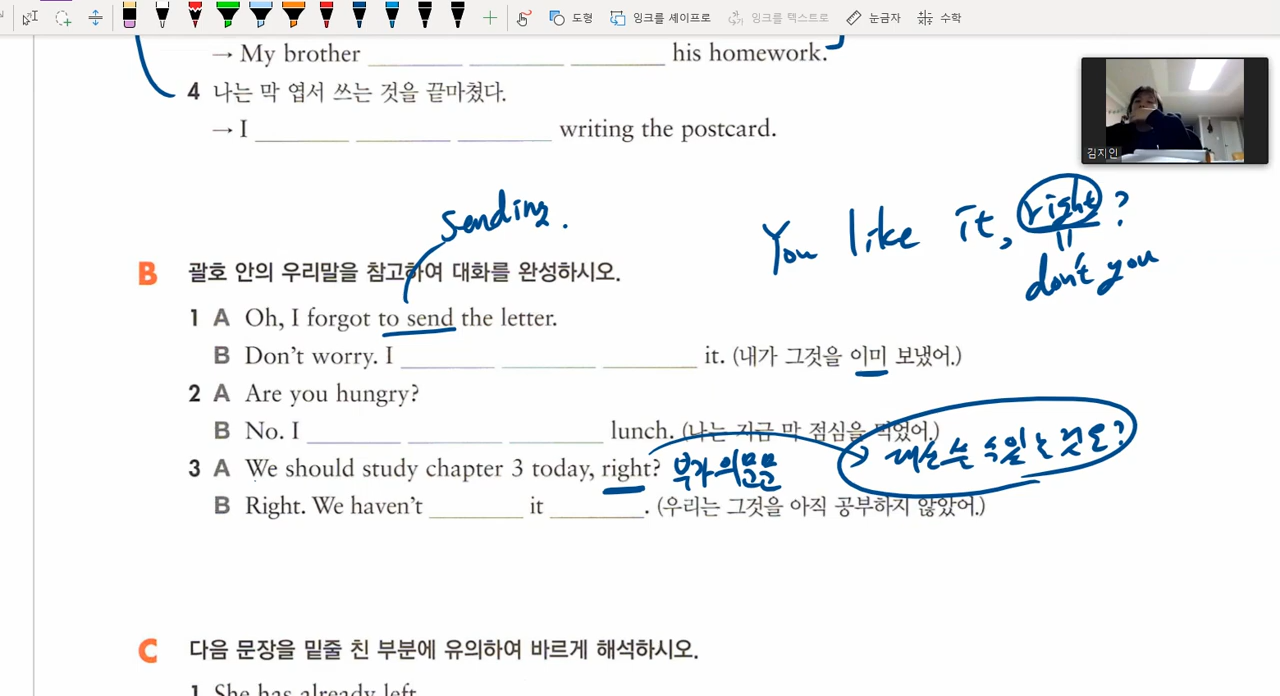 도형 잉크를 셰이프로 잉크를 텍스트로 눈금자 수학
→ My brother his homework.
4 나는 막 엽서 쓰는 것을 끝마쳤다.
→ I writing the postcard.
김지인
sending.
You like it, right?
don't you
B 괄호 안의 우리말을 참고하여 대화를 완성하시오.
1 A Oh, I forgot to send the letter.
B Don't worry. I it. (내가 그것을 이미 보냈어.)
2 A Are you hungry?
B No. I lunch. (나는 지금 막 점심을 먹었어.)
3 A We should study chapter 3 today, right? 부가의문문
B Right. We haven't it . (우리는 그것을 아직 공부하지 않았어.)
C 다음 문장을 밑줄 친 부분에 유의하여 바르게 해석하시오.
1 She has already left